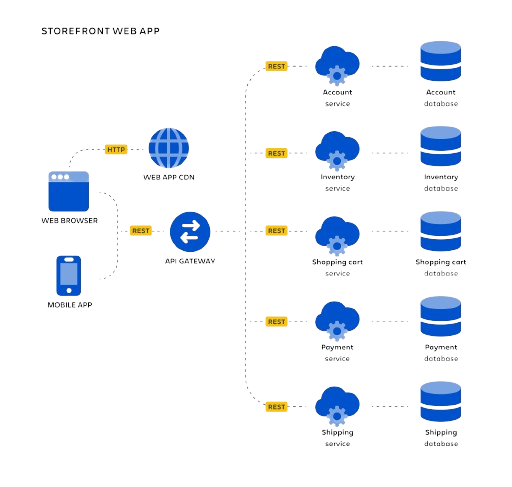 STOREFRONT WEB APP
REST
Account
service
Account
database
HTTP
WEB APP CDN
REST
Inventory
service
Inventory
database
WEB BROWSER
REST
API GATEWAY
REST
Shopping cart
service
Shopping cart
database
MOBILE APP
REST
Payment
service
Payment
database
REST
Shipping
service
Shipping
database